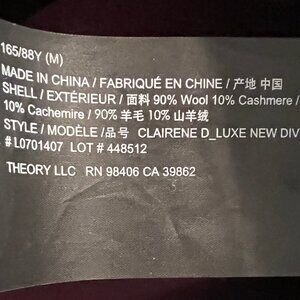 165/88Y (M)
MADE IN CHINA / FABRIQUÉ EN CHINE / 产地 中国
SHELL / EXTÉRIEUR / 面料 90% Wool 10% Cashmere /
10% Cachemire / 90% 羊毛 10% 山羊绒
STYLE / MODÈLE /品号 CLAIRENE D_LUXE NEW DIV
# L0701407 LOT # 448512
THEORY LLC RN 98406 CA 39862